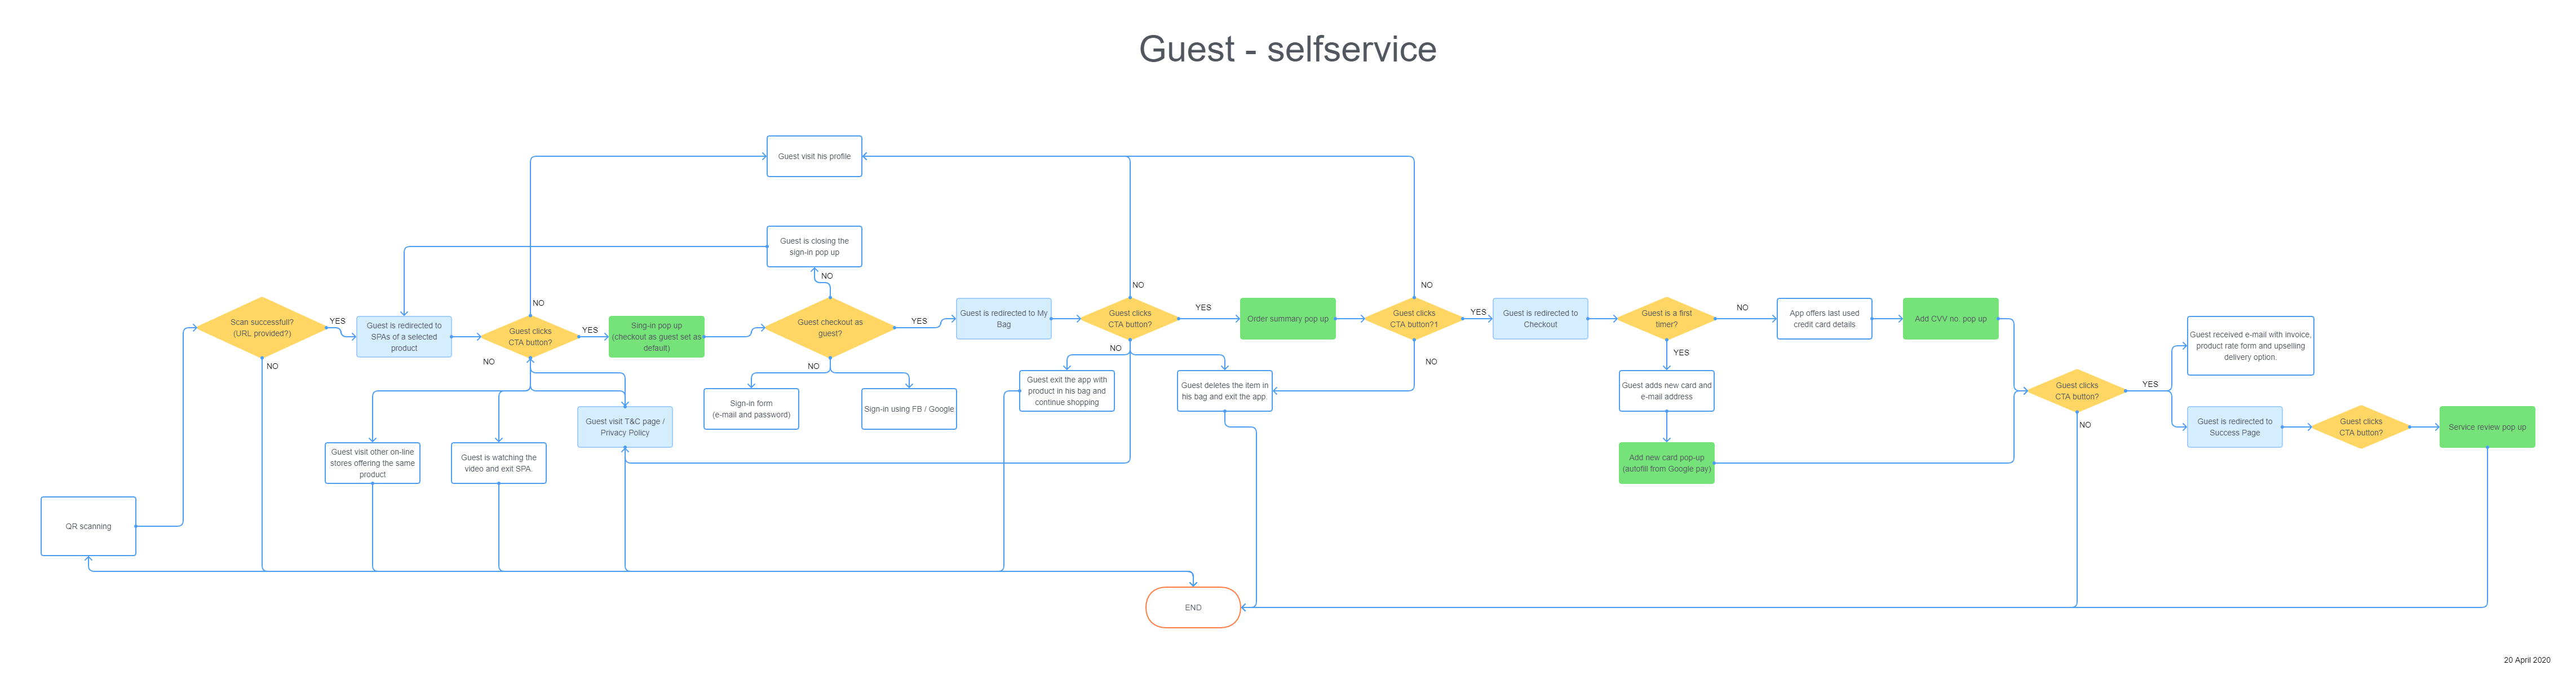 Guest - selfservice
Guest visit his profile
Guest is closing the
sign-in pop up
NO
NO
NO
NO
Scan successfull?
(URL provided?)
YES
NO
Guest is redirected to
SPAs of a selected
product
Guest clicks
CTA button?
YES
NO
Sing-in pop up
(checkout as guest set as
default)
Guest checkout as
guest?
YES
NO
Guest is redirected to My
Bag
Guest clicks
CTA button?
YES
NO
Order summary pop up
Guest clicks
CTA button?1
YES
NO
Guest is redirected to
Checkout
Guest is a first
timer?
NO
YES
App offers last used
credit card details
Add CVV no. pop up
Guest received e-mail with invoice,
product rate form and upselling
delivery option.
Sign-in form
(e-mail and password)
Sign-in using FB / Google
Guest exit the app with
product in his bag and
continue shopping
Guest deletes the item in
his bag and exit the app.
Guest adds new card and
e-mail address
Guest clicks
CTA button?
YES
NO
Guest visit T&C page /
Privacy Policy
Guest is redirected to
Success Page
Guest clicks
CTA button?
Service review pop up
Guest visit other on-line
stores offering the same
product
Guest is watching the
video and exit SPA.
Add new card pop-up
(autofill from Google pay)
QR scanning
END
20 April 2020